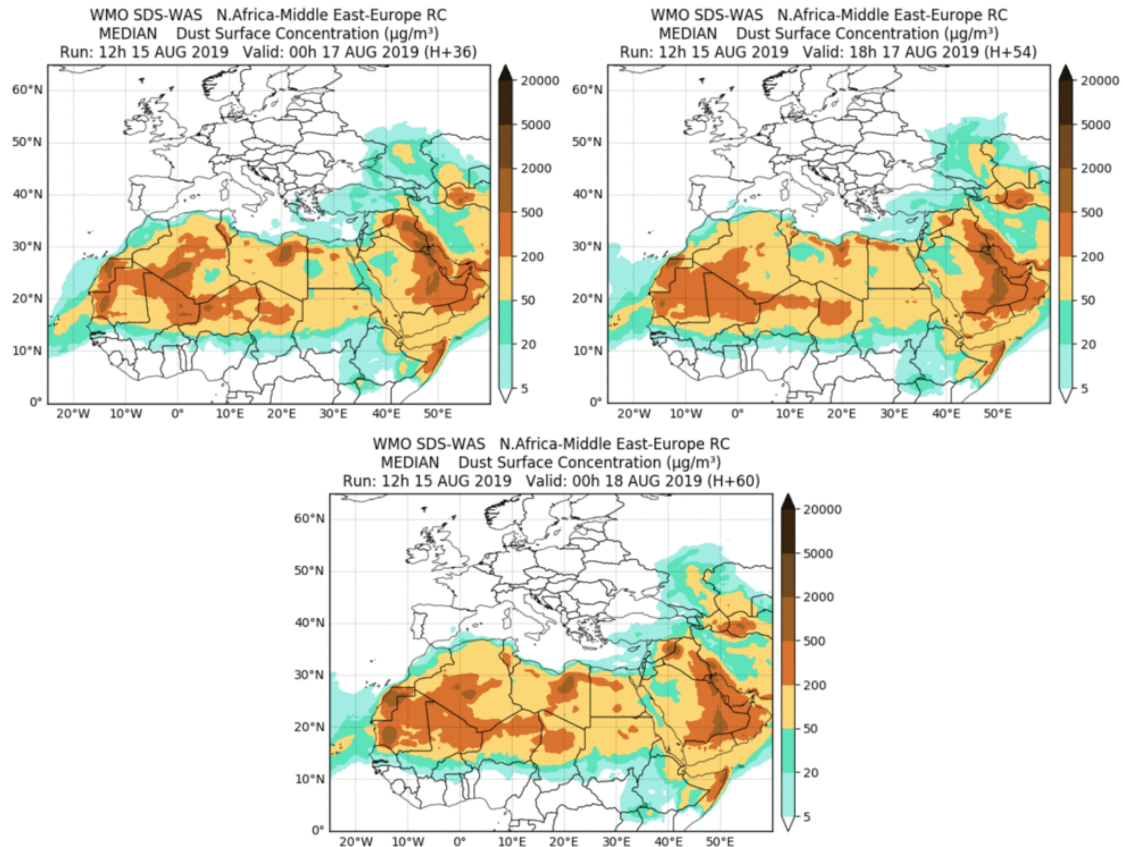 WMO SDS-WAS N.Africa-Middle East-Europe RC
MEDIAN Dust Surface Concentration (µg/m³)
Run: 12h 15 AUG 2019 Valid: 00h 17 AUG 2019 (H+36)
60°N
50°N
40°N
30°N
20°N
10°N
0°
20°W 10°W 0° 10°E 20°E 30°E 40°E 50°E
20000
5000
2000
500
200
50
20
5
WMO SDS-WAS N.Africa-Middle East-Europe RC
MEDIAN Dust Surface Concentration (µg/m³)
Run: 12h 15 AUG 2019 Valid: 18h 17 AUG 2019 (H+54)
60°N
50°N
40°N
30°N
20°N
10°N
0°
20°W 10°W 0° 10°E 20°E 30°E 40°E 50°E
20000
5000
2000
500
200
50
20
5
WMO SDS-WAS N.Africa-Middle East-Europe RC
MEDIAN Dust Surface Concentration (µg/m³)
Run: 12h 15 AUG 2019 Valid: 00h 18 AUG 2019 (H+60)
60°N
50°N
40°N
30°N
20°N
10°N
0°
20°W 10°W 0° 10°E 20°E 30°E 40°E 50°E
20000
5000
2000
500
200
50
20
5